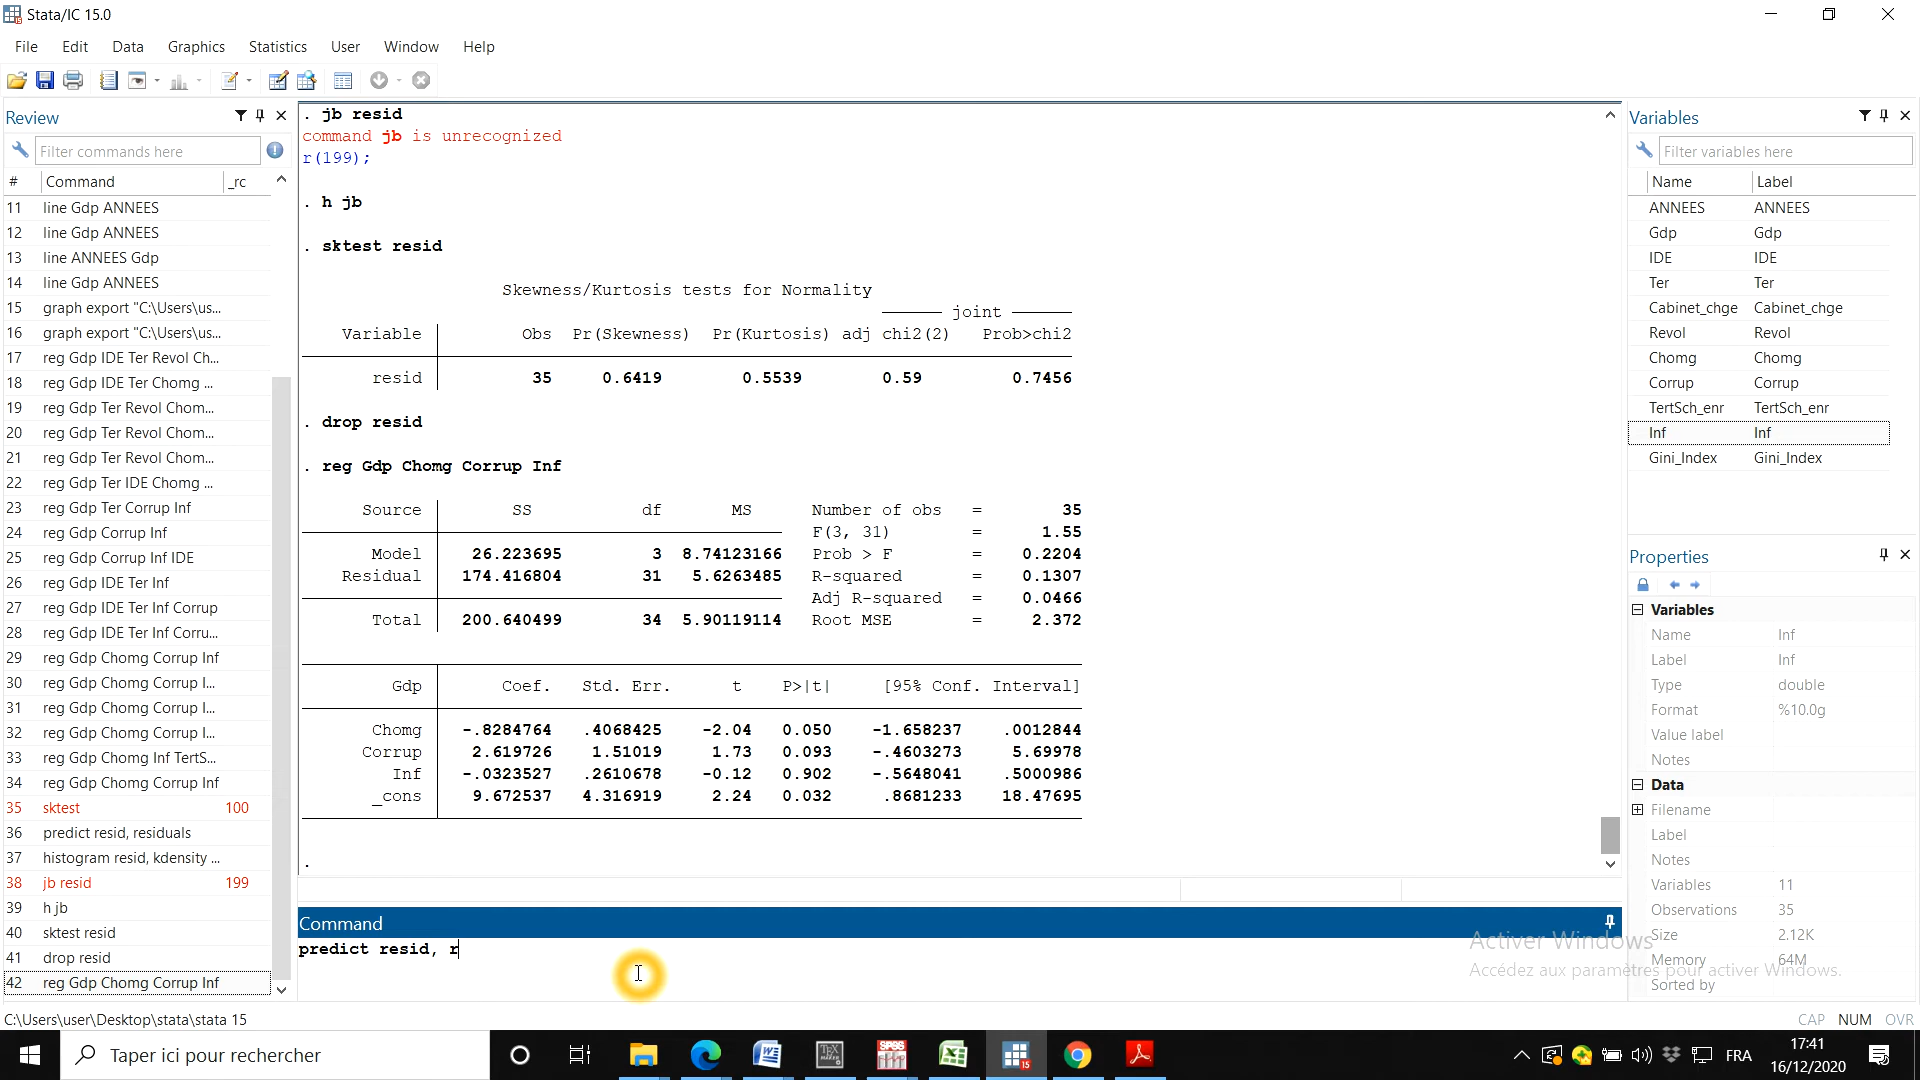 Stata/IC 15.0
File Edit Data Graphics Statistics User Window Help
Review
Filter commands here
# Command _rc
11 line Gdp ANNEES
12 line Gdp ANNEES
13 line ANNEES Gdp
14 line Gdp ANNEES
15 graph export "C:\Users\us...
16 graph export "C:\Users\us...
17 reg Gdp IDE Ter Revol Ch...
18 reg Gdp IDE Ter Chomg ...
19 reg Gdp Ter Revol Chom...
20 reg Gdp Ter Revol Chom...
21 reg Gdp Ter Revol Chom...
22 reg Gdp Ter IDE Chomg ...
23 reg Gdp Ter Corrup Inf
24 reg Gdp Corrup Inf
25 reg Gdp Corrup Inf IDE
26 reg Gdp IDE Ter Inf
27 reg Gdp IDE Ter Inf Corrup
28 reg Gdp IDE Ter Inf Corru...
29 reg Gdp Chomg Corrup Inf
30 reg Gdp Chomg Corrup I...
31 reg Gdp Chomg Corrup I...
32 reg Gdp Chomg Corrup I...
33 reg Gdp Chomg Inf TertS...
34 reg Gdp Chomg Corrup Inf
35 sktest 100
36 predict resid, residuals
37 histogram resid, kdensity ...
38 jb resid 199
39 h jb
40 sktest resid
41 drop resid
42 reg Gdp Chomg Corrup Inf
. jb resid
command jb is unrecognized
r(199);
. h jb
. sktest resid
Skewness/Kurtosis tests for Normality
joint
Variable Obs Pr(Skewness) Pr(Kurtosis) adj chi2(2) Prob>chi2
resid 35 0.6419 0.5539 0.59 0.7456
. drop resid
. reg Gdp Chomg Corrup Inf
Source SS df MS Number of obs = 35
F(3, 31) = 1.55
Model 26.223695 3 8.74123166 Prob > F = 0.2204
Residual 174.416804 31 5.6263485 R-squared = 0.1307
Adj R-squared = 0.0466
Total 200.640499 34 5.90119114 Root MSE = 2.372
Gdp Coef. Std. Err. t P>|t| [95% Conf. Interval]
Chomg -.8284764 .4068425 -2.04 0.050 -1.658237 .0012844
Corrup 2.619726 1.51019 1.73 0.093 -.4603273 5.69978
Inf -.0323527 .2610678 -0.12 0.902 -.5648041 .5000986
_cons 9.672537 4.316919 2.24 0.032 .8681233 18.47695
.
Command
predict resid, r
Variables
Filter variables here
Name Label
ANNEES ANNEES
Gdp Gdp
IDE IDE
Ter Ter
Cabinet_chge Cabinet_chge
Revol Revol
Chomg Chomg
Corrup Corrup
TertSch_enr TertSch_enr
Inf Inf
Gini_Index Gini_Index
Properties
Variables
Name Inf
Label Inf
Type double
Format %10.0g
Value label
Notes
Data
Filename
Label
Notes
Variables 11
Observations 35
Size 2.12K
Memory 64M
Sorted by
Activer Windows
Accédez aux paramètres pour activer Windows.
C:\Users\user\Desktop\stata\stata 15
CAP NUM OVR
Taper ici pour rechercher
TEX MAKER
SPSS
15
FRA
17:41
16/12/2020